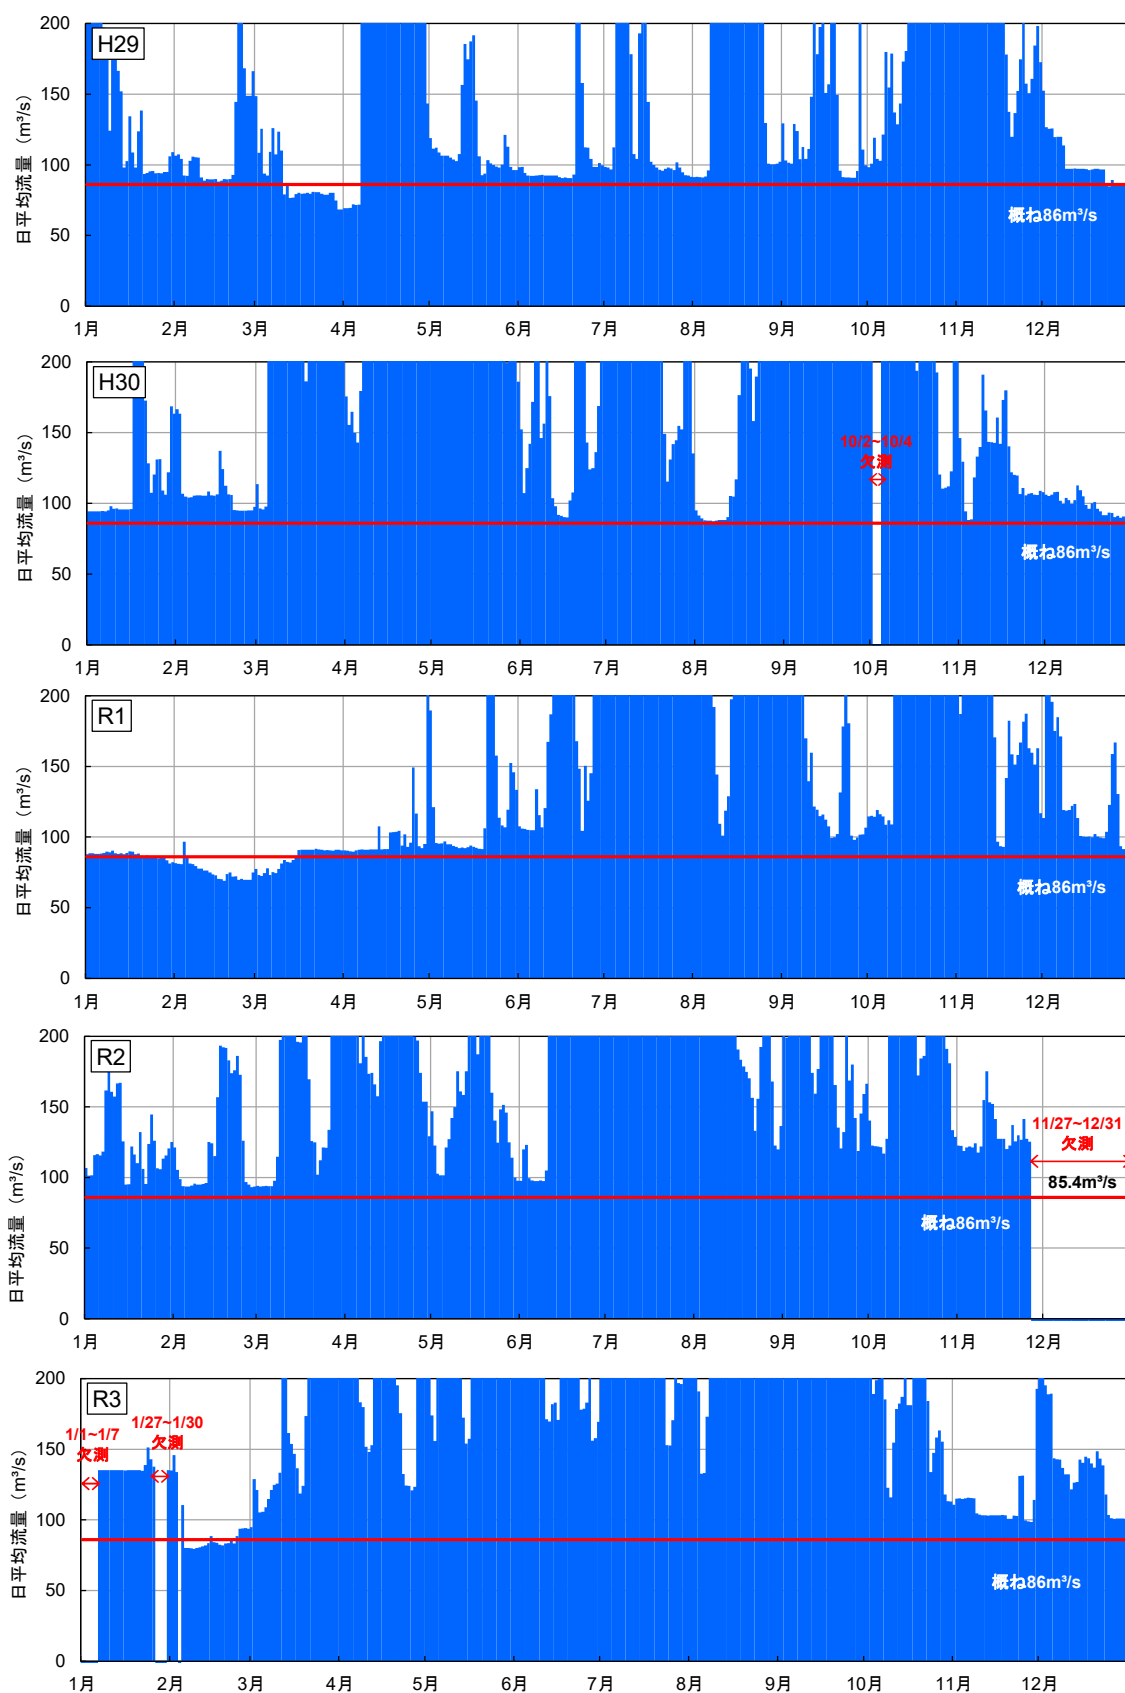 H29
日平均流量（m³/s）
200
150
100
50
0
概ね86m³/s
1月 2月 3月 4月 5月 6月 7月 8月 9月 10月 11月 12月
H30
日平均流量（m³/s）
200
150
100
50
0
10/2~10/4
欠測
概ね86m³/s
1月 2月 3月 4月 5月 6月 7月 8月 9月 10月 11月 12月
R1
日平均流量（m³/s）
200
150
100
50
0
概ね86m³/s
1月 2月 3月 4月 5月 6月 7月 8月 9月 10月 11月 12月
R2
日平均流量（m³/s）
200
150
100
50
0
11/27~12/31
欠測
85.4m³/s
概ね86m³/s
1月 2月 3月 4月 5月 6月 7月 8月 9月 10月 11月 12月
R3
日平均流量（m³/s）
200
150
100
50
0
1/1~1/7
欠測
1/27~1/30
欠測
概ね86m³/s
1月 2月 3月 4月 5月 6月 7月 8月 9月 10月 11月 12月